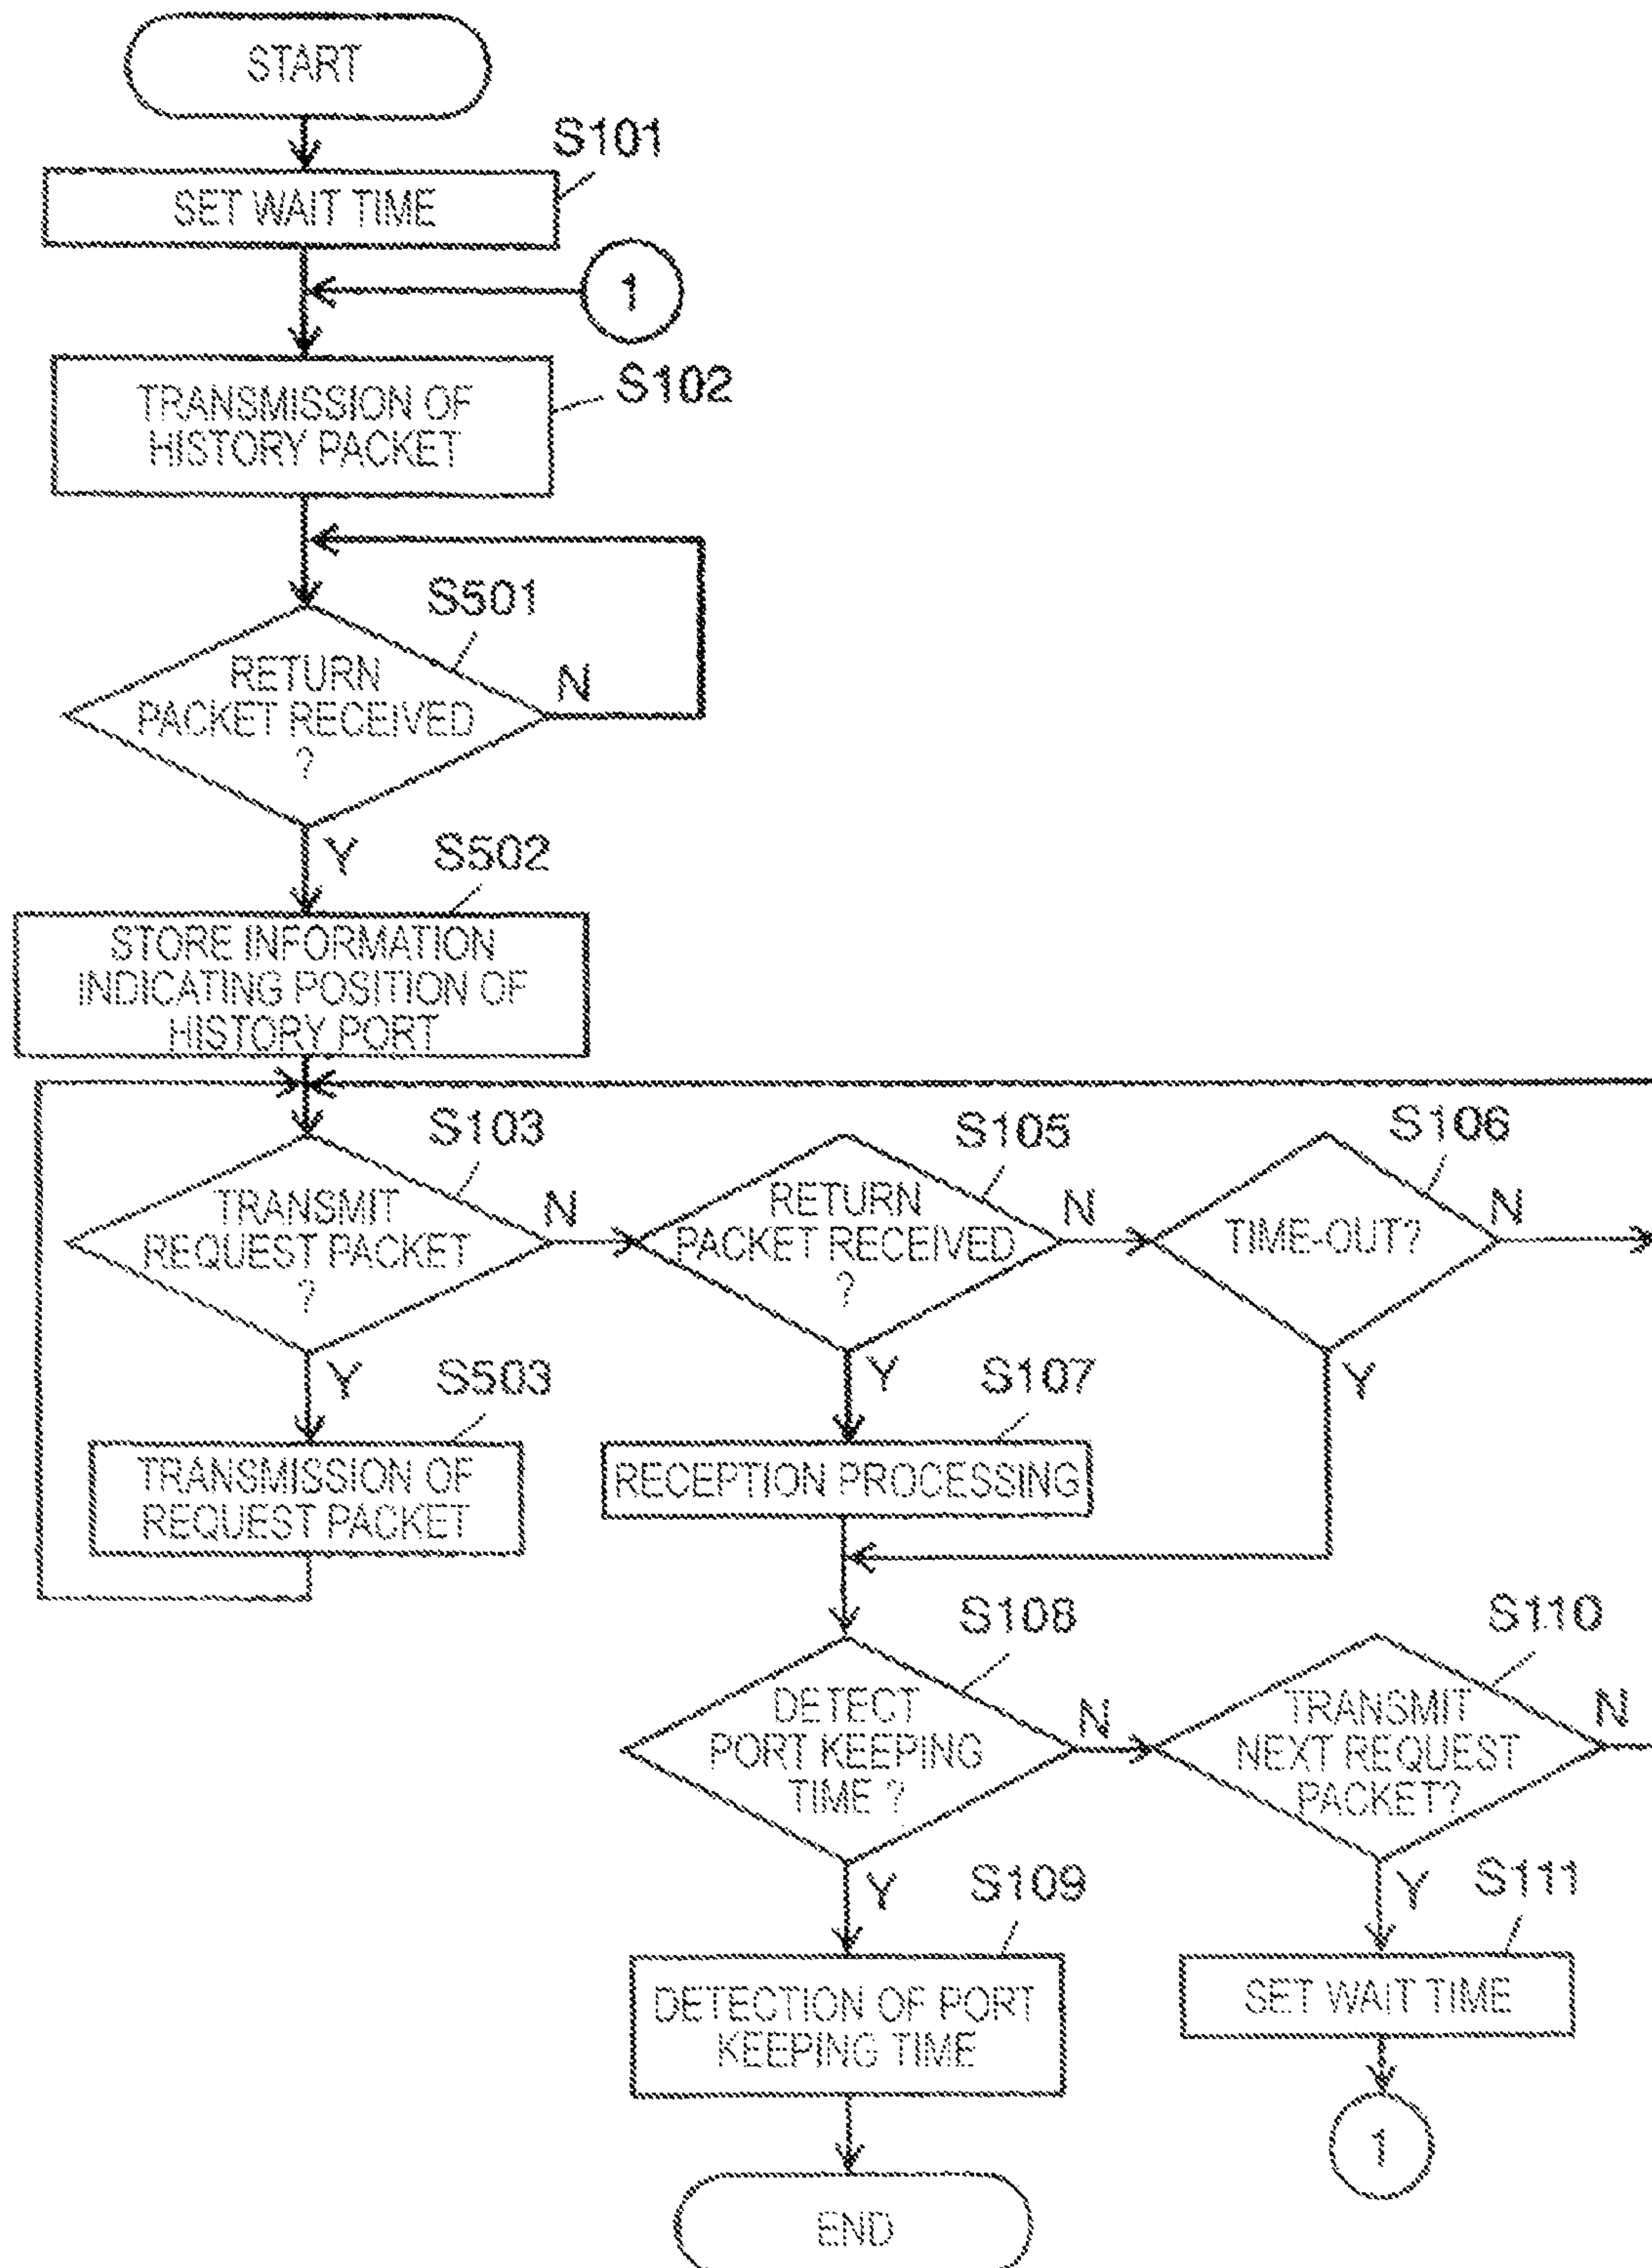 START
S101
SET WAIT TIME
1
S102
TRANSMISSION OF
HISTORY PACKET
S501
RETURN
PACKET RECEIVED
?
N
Y
S502
STORE INFORMATION
INDICATING POSITION OF
HISTORY PORT
S103
TRANSMIT
REQUEST PACKET
?
N
Y
S105
RETURN
PACKET RECEIVED
?
N
Y
S106
TIME-OUT?
N
Y
S503
TRANSMISSION OF
REQUEST PACKET
S107
RECEPTION PROCESSING
S108
DETECT
PORT KEEPING
TIME ?
N
Y
S110
TRANSMIT
NEXT REQUEST
PACKET?
N
Y
S109
DETECTION OF PORT
KEEPING TIME
S111
SET WAIT TIME
1
END